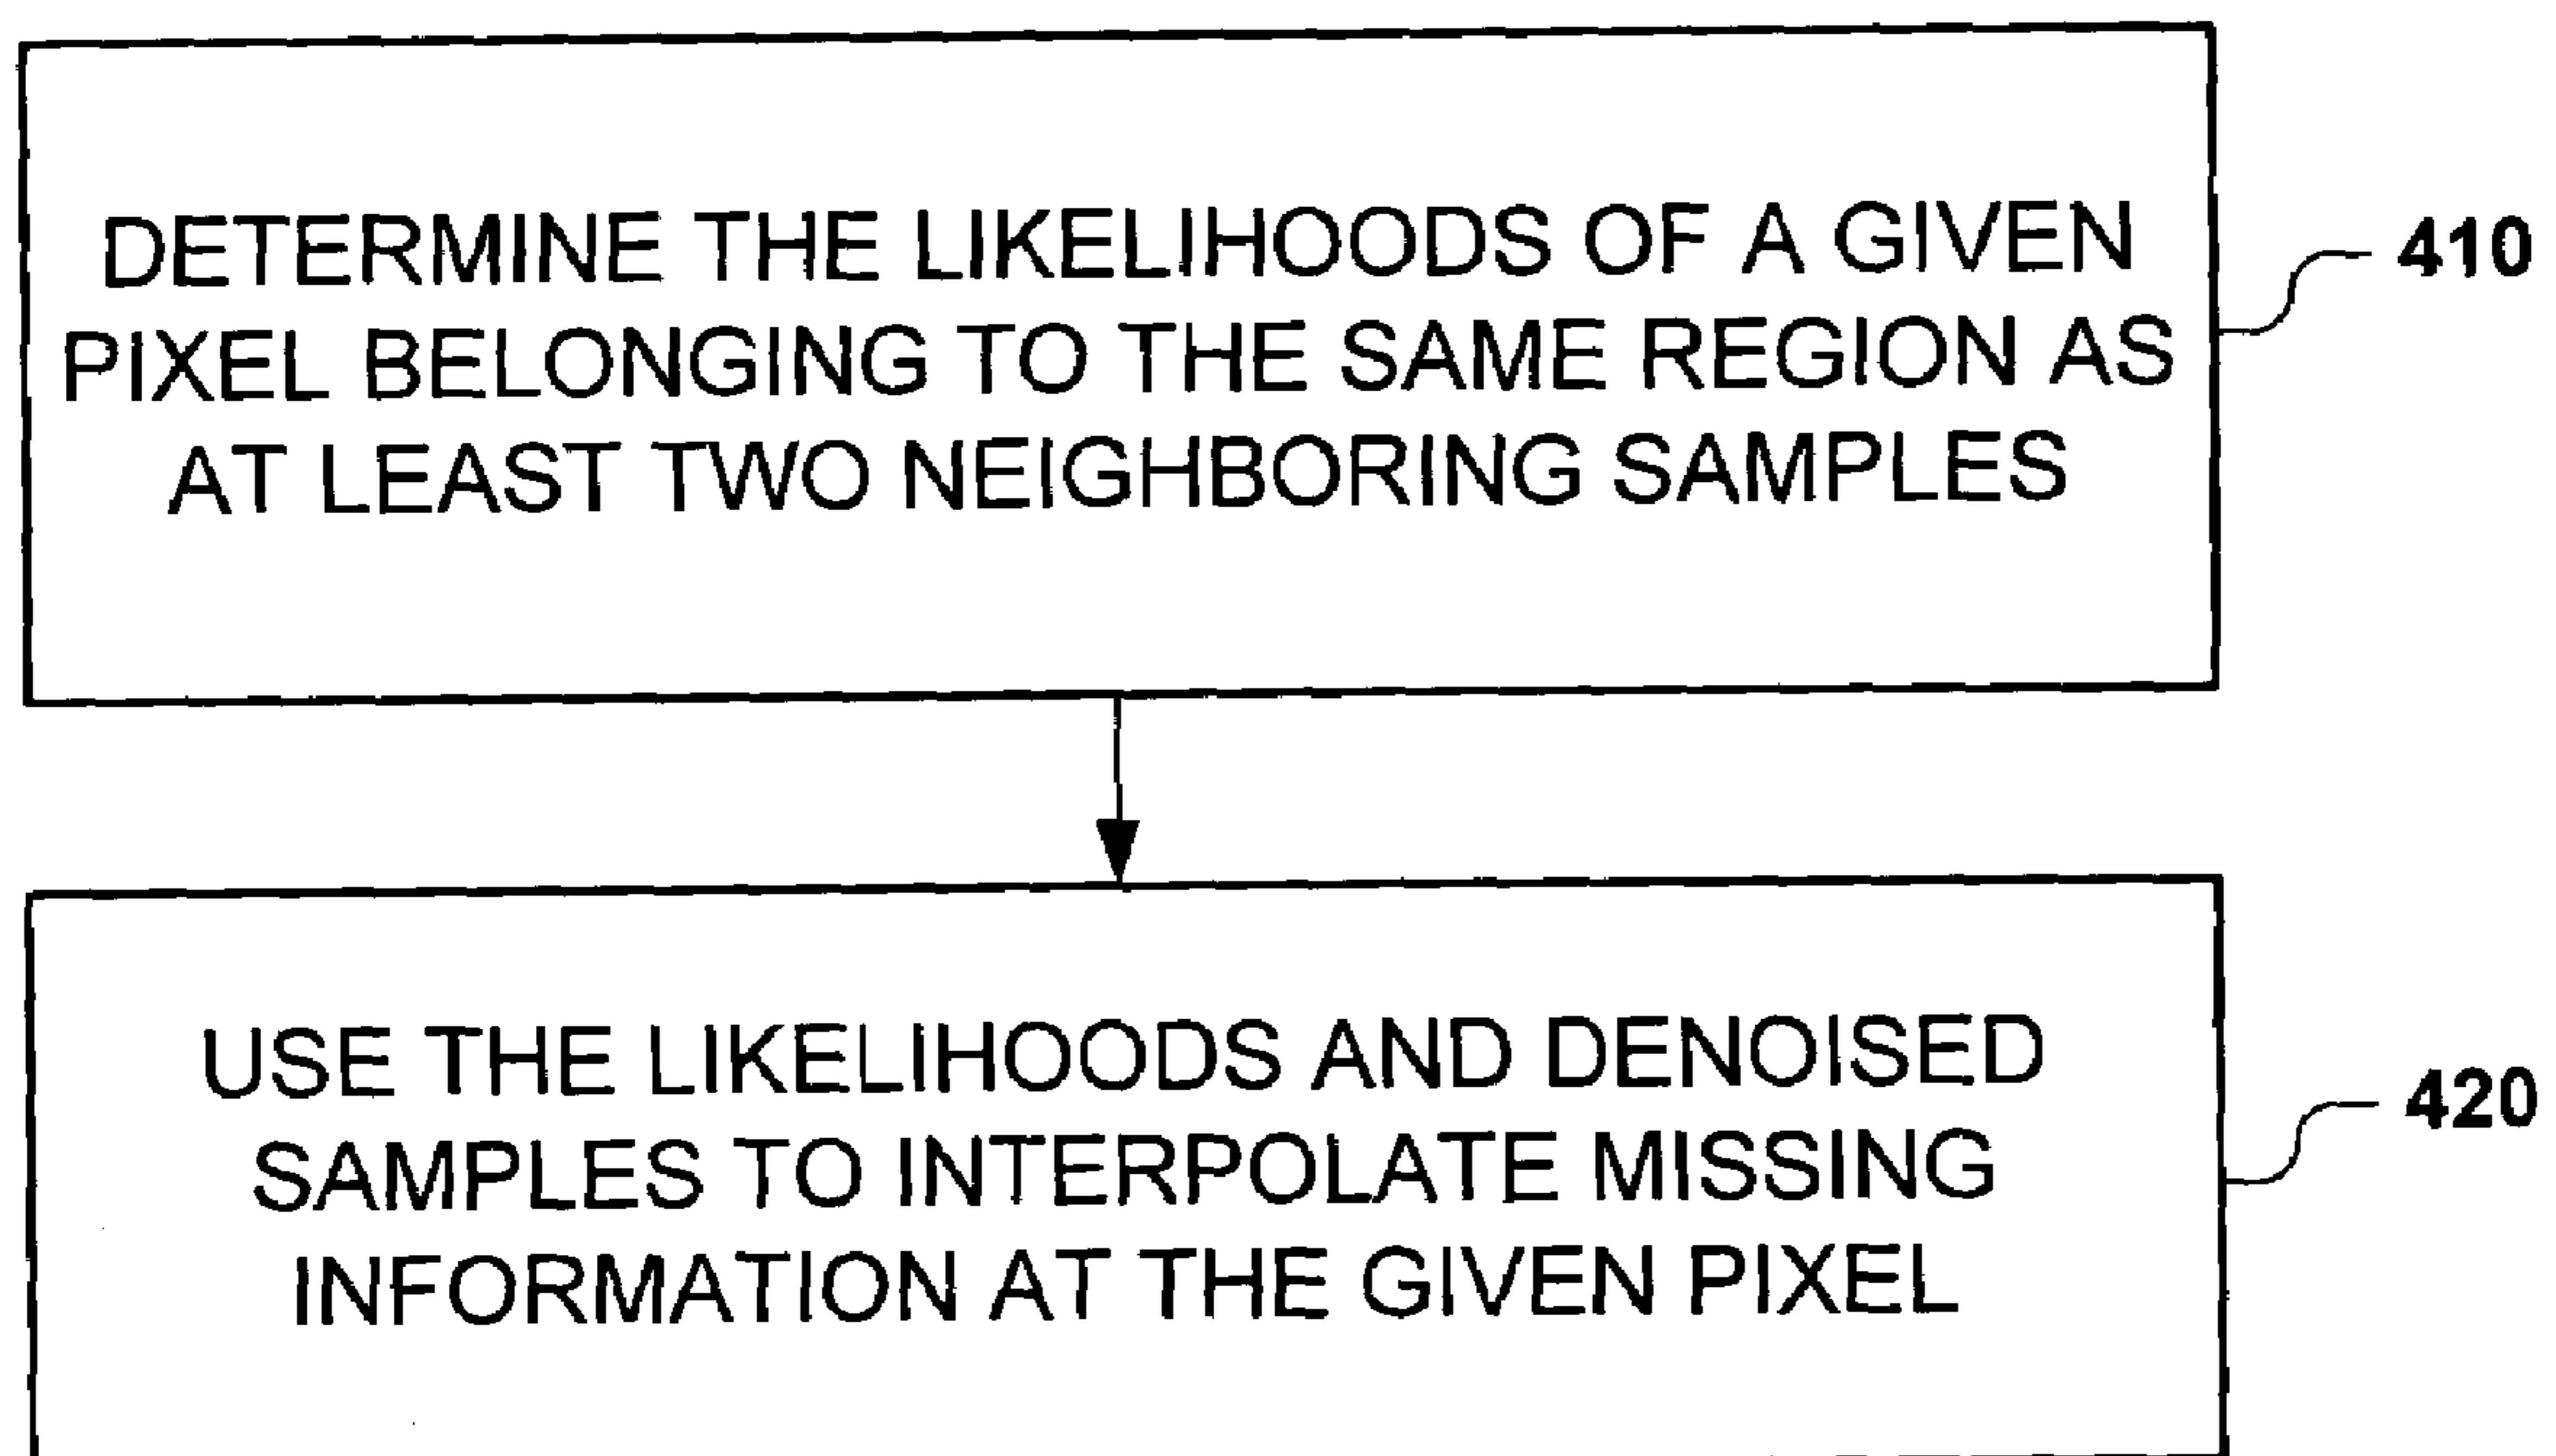 DETERMINE THE LIKELIHOODS OF A GIVEN
PIXEL BELONGING TO THE SAME REGION AS
AT LEAST TWO NEIGHBORING SAMPLES
410
USE THE LIKELIHOODS AND DENOISED
SAMPLES TO INTERPOLATE MISSING
INFORMATION AT THE GIVEN PIXEL
420